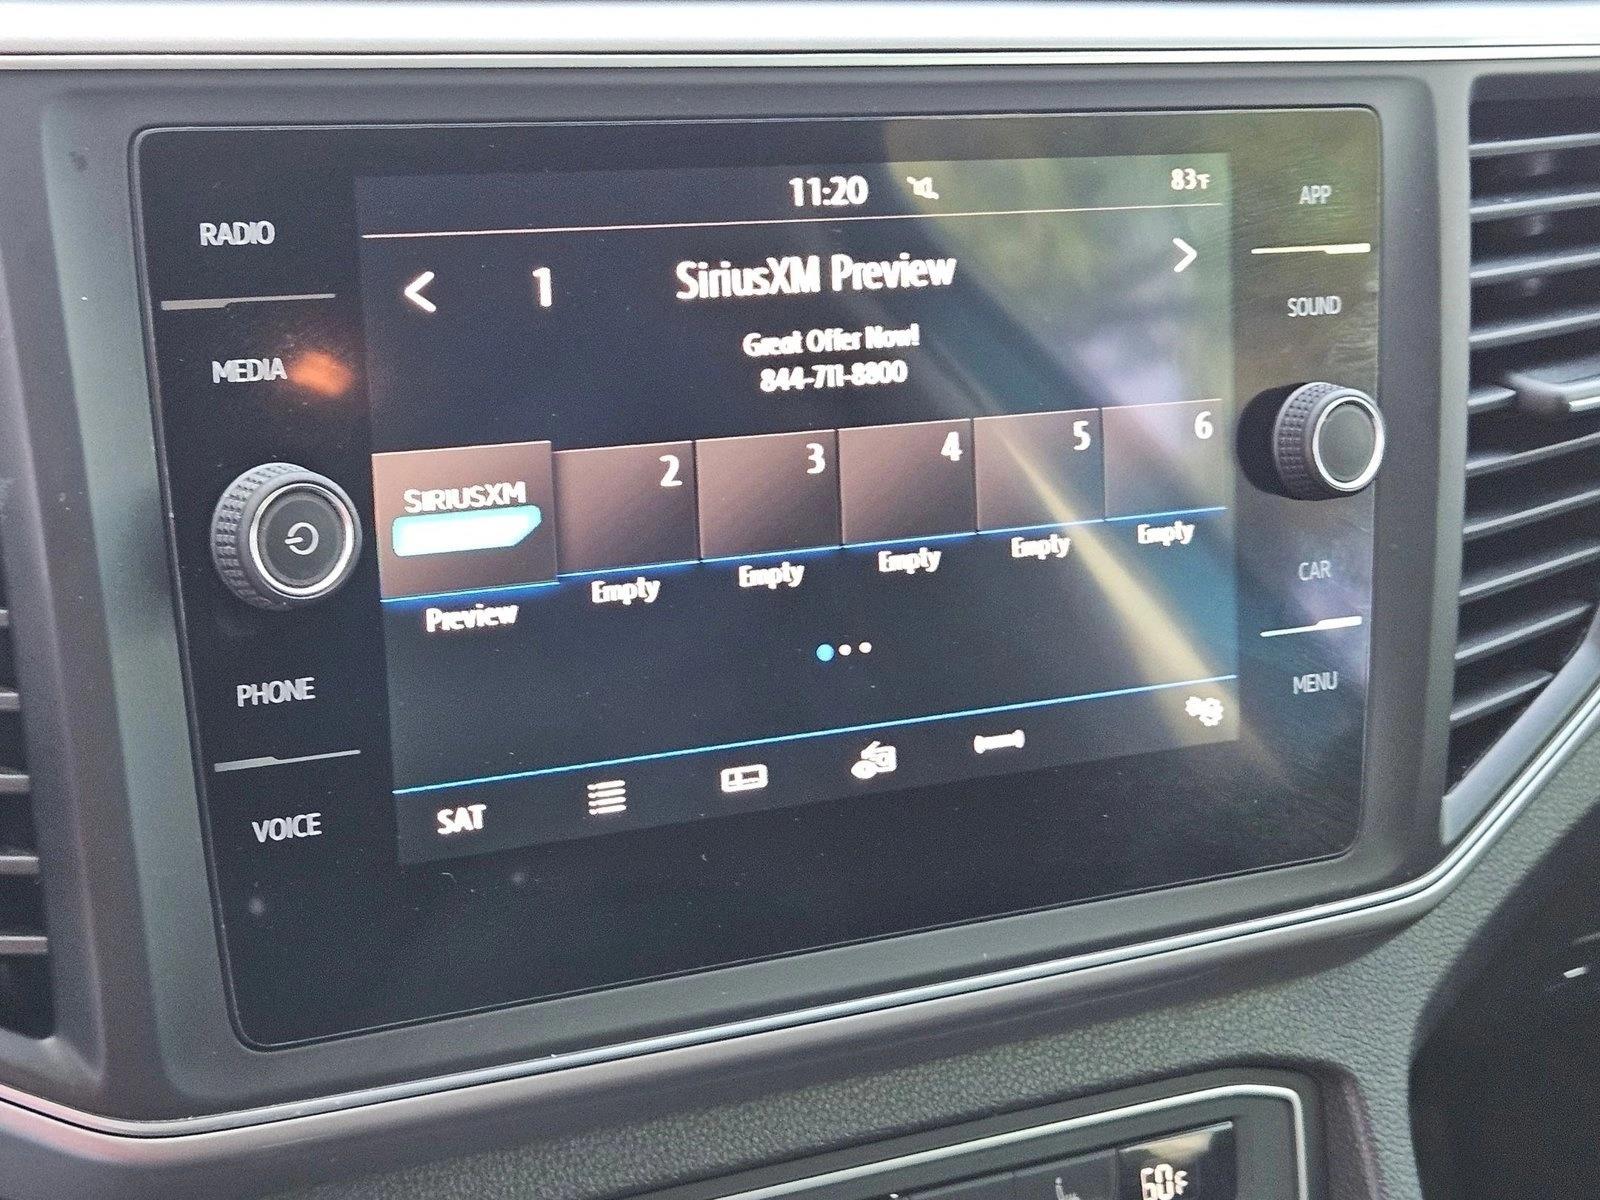 11:20 83°F
RADIO
MEDIA
PHONE
VOICE
1 SiriusXM Preview
Great Offer Now!
844-711-8800
SIRIUSXM 2 3 4 5 6
Preview Empty Empty Empty Empty Empty
SAT
APP
SOUND
CAR
MENU
60°F